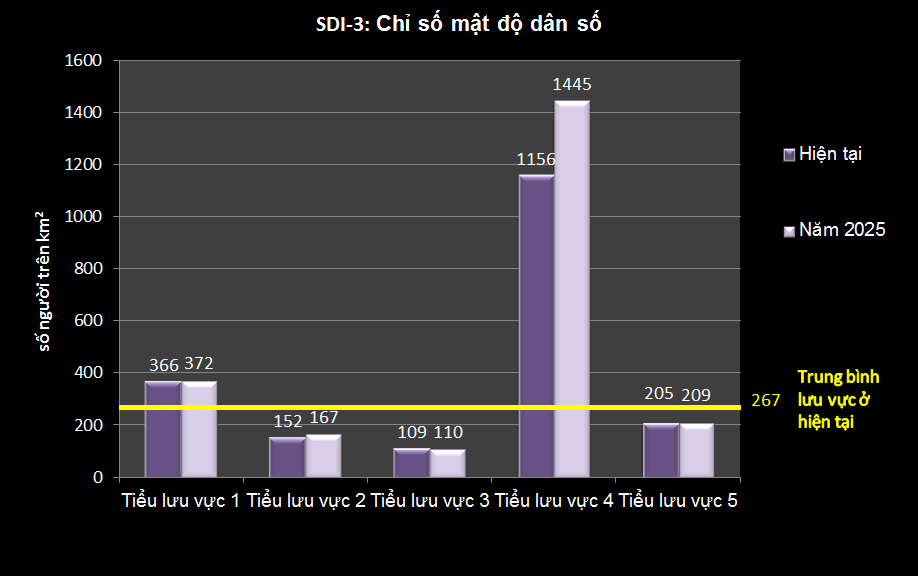 SDI-3: Chỉ số mật độ dân số
số người trên km²
1600
1400
1200
1000
800
600
400
200
0
366
372
152
167
109
110
1156
1445
205
209
Tiểu lưu vực 1
Tiểu lưu vực 2
Tiểu lưu vực 3
Tiểu lưu vực 4
Tiểu lưu vực 5
Hiện tại
Năm 2025
267
Trung bình
lưu vực ở
hiện tại